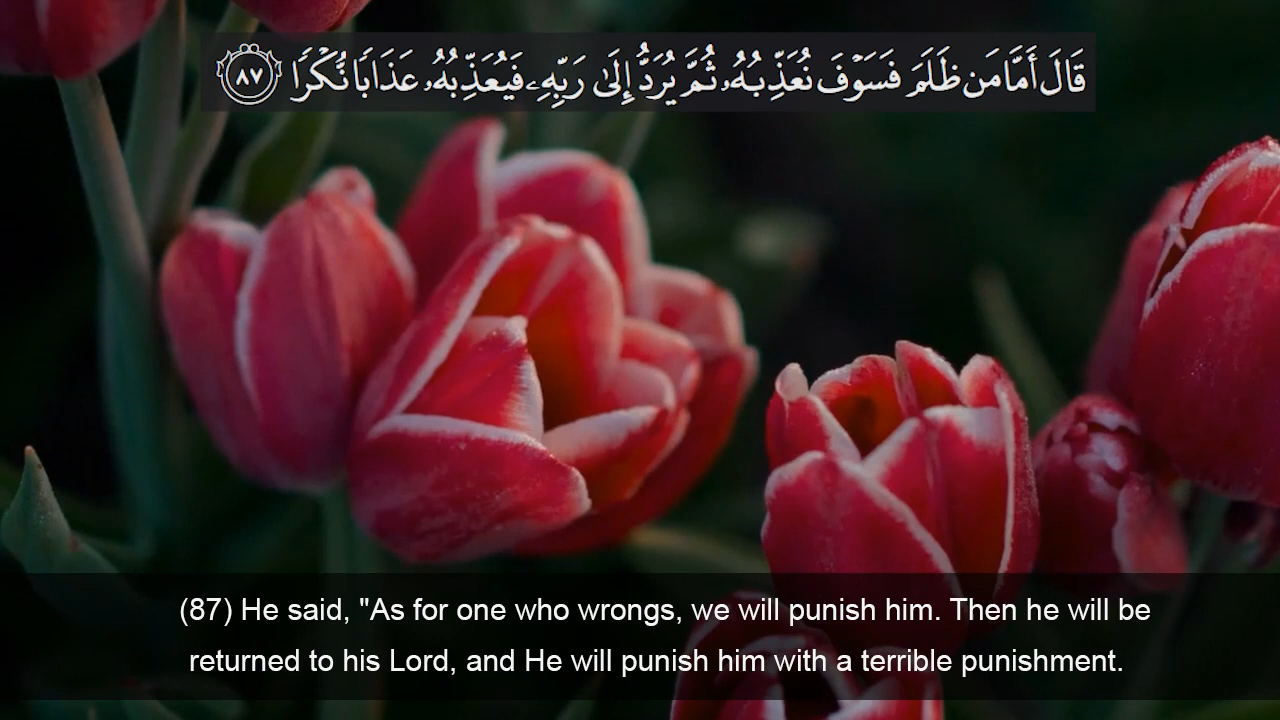 قَالَ أَمَّا مَن ظَلَمَ فَسَوۡفَ نُعَذِّبُهُۥ ثُمَّ يُرَدُّ إِلَىٰ رَبِّهِۦ فَيُعَذِّبُهُۥ عَذَابٗا نُّكۡرٗا ٨٧
(87) He said, "As for one who wrongs, we will punish him. Then he will be
returned to his Lord, and He will punish him with a terrible punishment.